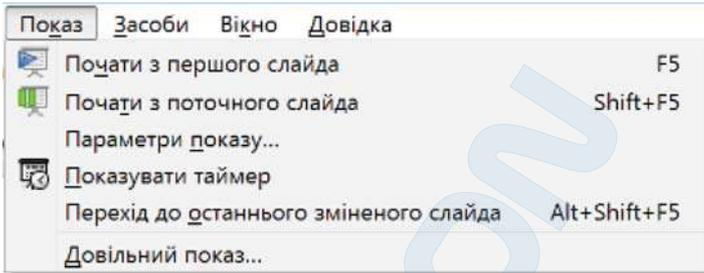 Показ Засоби Вікно Довідка
Почати з першого слайда F5
Почати з поточного слайда Shift+F5
Параметри показу...
Показувати таймер
Перехід до останнього зміненого слайда Alt+Shift+F5
Довільний показ...